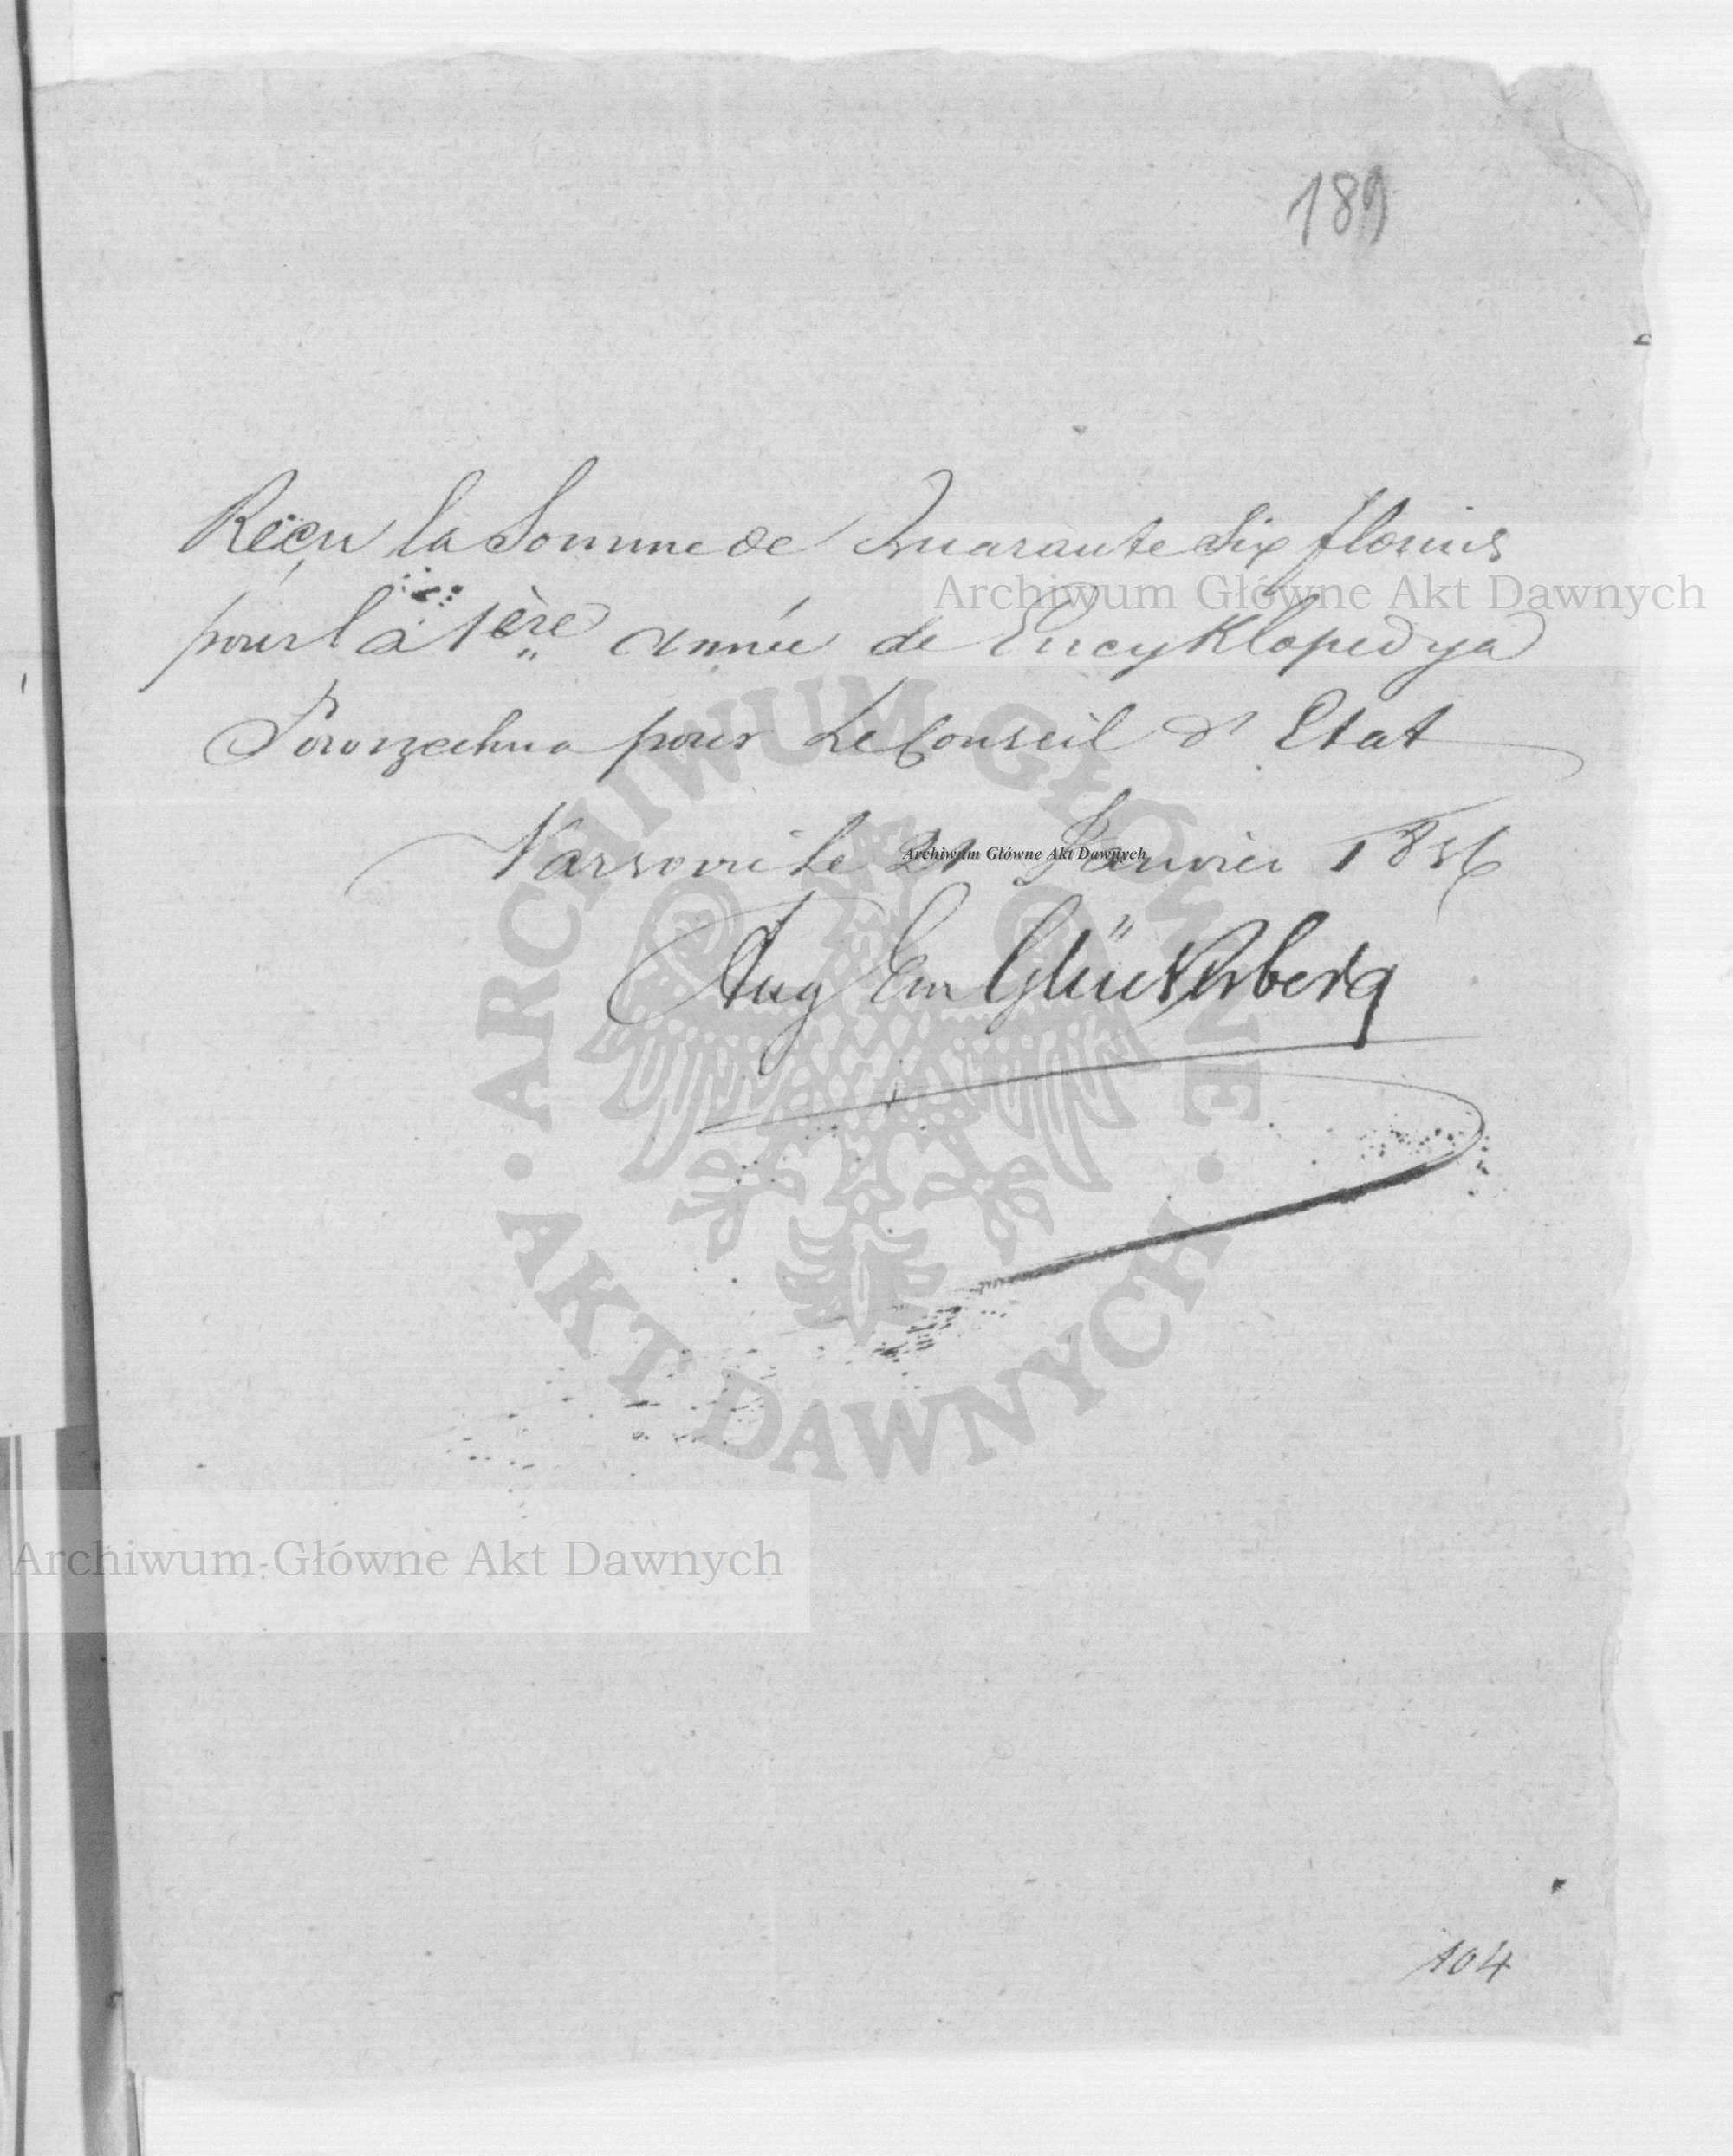 189
Reçu la Somme de Quarante Six florins
Archiwum Główne Akt Dawnych
pour la 1ère année de Encyklopedya
Powszechna pour Le Conseil d'Etat
Varsovie Le 21 Janvier 1836
Archiwum Główne Akt Dawnych
Aug Em Glücksberg
ARCHIWUM GŁÓWNE
AKT DAWNYCH
Archiwum Główne Akt Dawnych
104